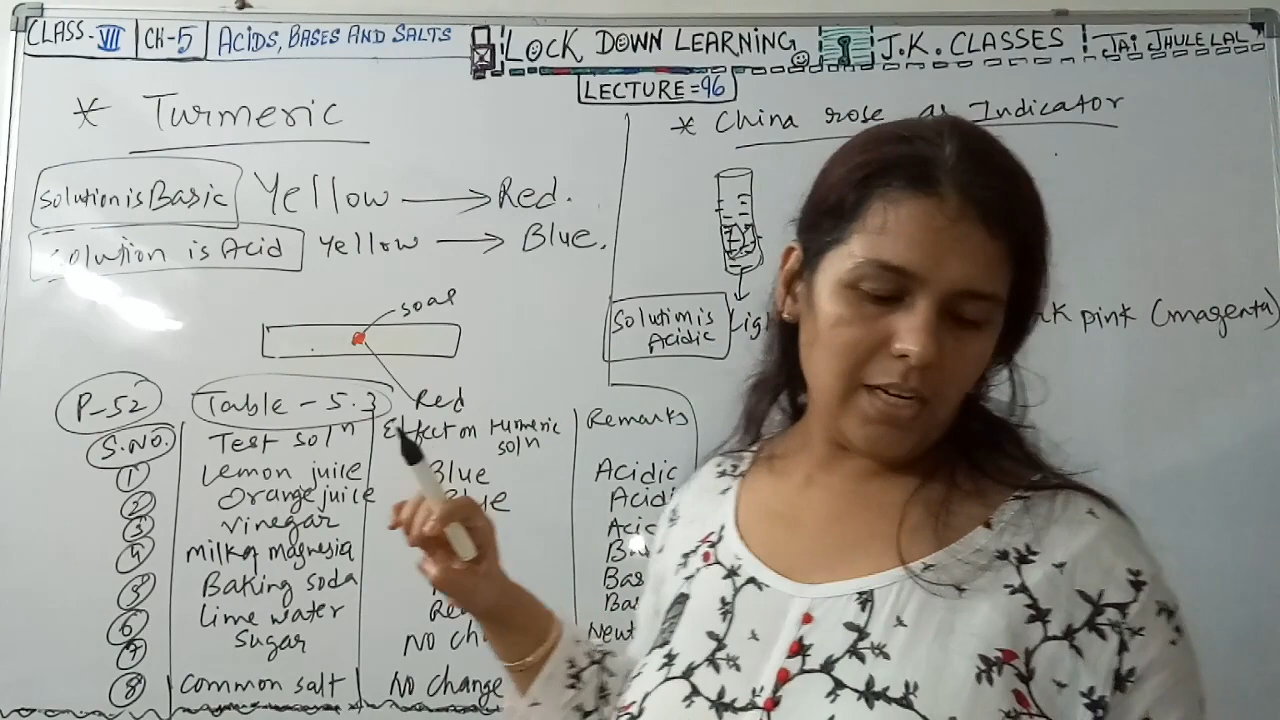 CLASS-VII CH-5 ACIDS, BASES AND SALTS
LOCK DOWN LEARNING J.K. CLASSES JAI JHULELAL
LECTURE=96
* Turmeric
Solution is Basic Yellow → Red.
Solution is Acid Yellow → Blue.
soap
Red
P-52 Table - 5.3
S.NO. Test solⁿ Effect on turmeric solⁿ Remarks
1 Lemon juice Blue Acidic
2 Orange juice
3 vinegar
4 milk of magnesia
5 Baking soda
6 Lime water
7 Sugar No
8 Common salt No change
* China rose as Indicator
Solution is Acidic
pink (magenta)